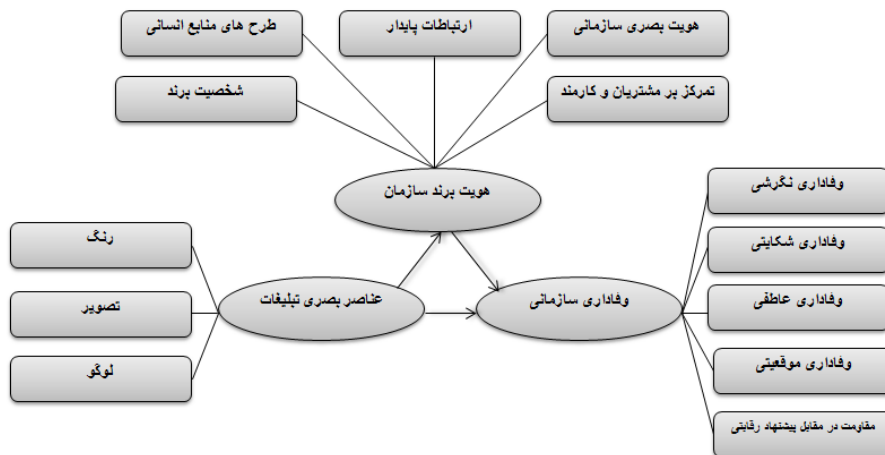 هویت بصری سازمانی
ارتباطات پایدار
طرح های منابع انسانی
تمرکز بر مشتریان و کارمند
شخصیت برند
هویت برند سازمان
وفاداری نگرشی
وفاداری شکایتی
وفاداری عاطفی
وفاداری موقعیتی
مقاومت در مقابل پیشنهاد رقابتی
وفاداری سازمانی
عناصر بصری تبلیغات
رنگ
تصویر
لوگو